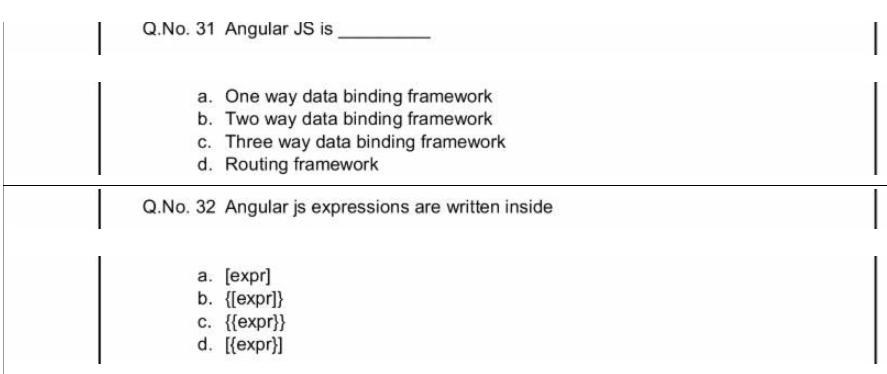 Q.No. 31 Angular JS is __________
a. One way data binding framework
b. Two way data binding framework
c. Three way data binding framework
d. Routing framework
Q.No. 32 Angular js expressions are written inside
a. [expr]
b. {[expr]}
c. {{expr}}
d. [{expr}]